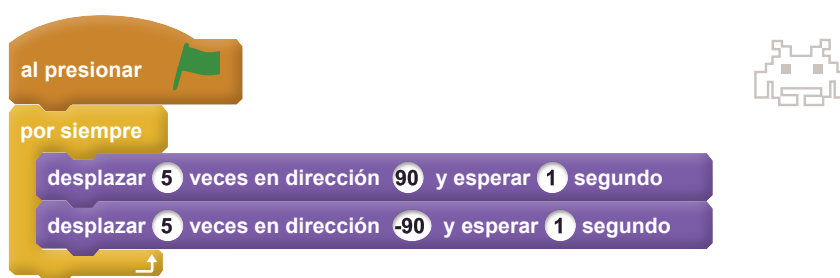 al presionar
por siempre
desplazar 5 veces en dirección 90 y esperar 1 segundo
desplazar 5 veces en dirección -90 y esperar 1 segundo